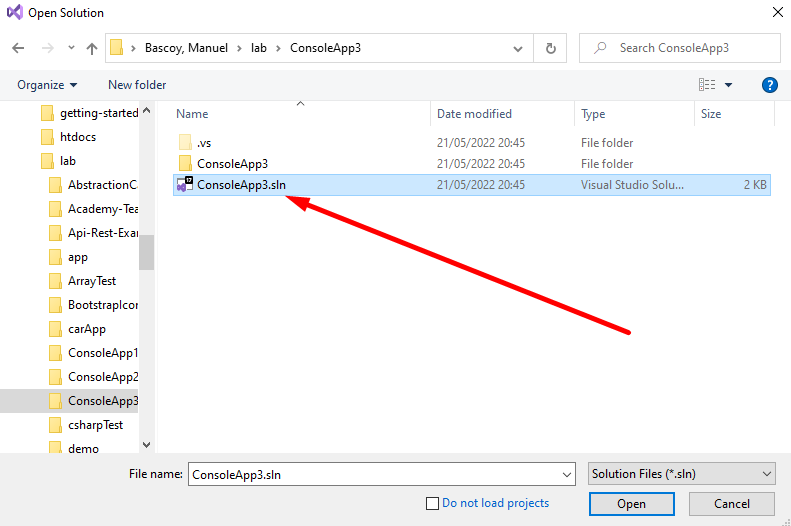 Open Solution
Bascoy, Manuel > lab > ConsoleApp3
Search ConsoleApp3
Organize
New folder
Name Date modified Type Size
getting-started
htdocs
lab
AbstractionCa
Academy-Tea
Api-Rest-Exa
app
ArrayTest
BootstrapIcor
carApp
ConsoleApp1
ConsoleApp2
ConsoleApp3
csharpTest
demo
.vs 21/05/2022 20:45 File folder
ConsoleApp3 21/05/2022 20:45 File folder
ConsoleApp3.sln 21/05/2022 20:45 Visual Studio Solu... 2 KB
File name: ConsoleApp3.sln Solution Files (*.sln)
Do not load projects
Open Cancel